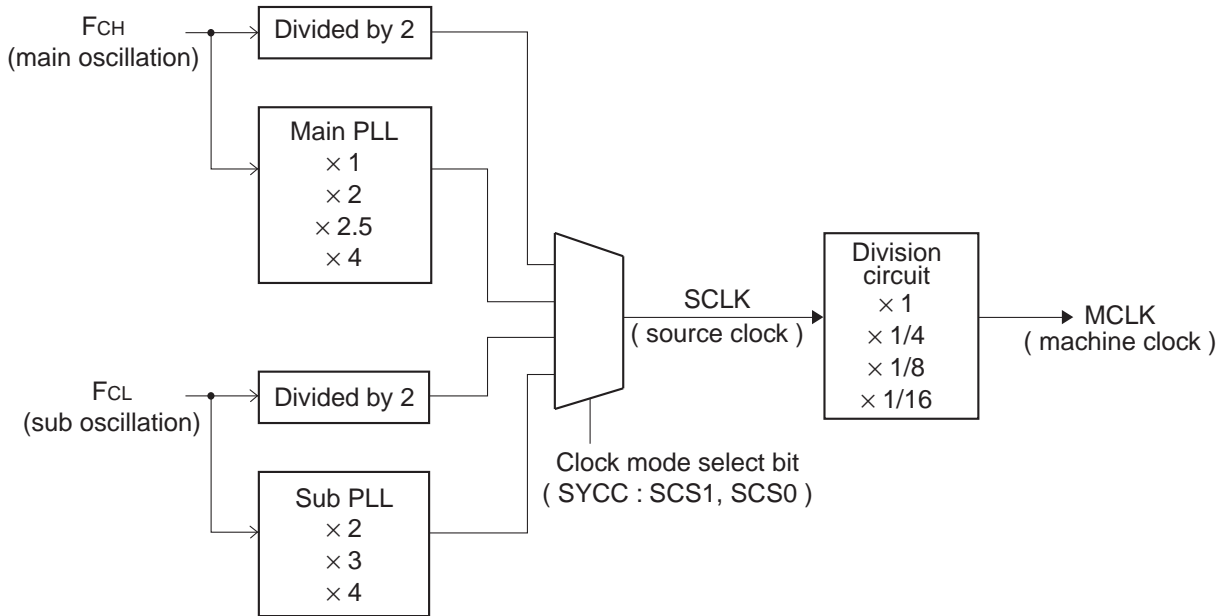 FCH
(main oscillation)
Divided by 2
Main PLL
× 1
× 2
× 2.5
× 4
FCL
(sub oscillation)
Divided by 2
Sub PLL
× 2
× 3
× 4
Clock mode select bit
( SYCC : SCS1, SCS0 )
SCLK
( source clock )
Division
circuit
× 1
× 1/4
× 1/8
× 1/16
MCLK
( machine clock )